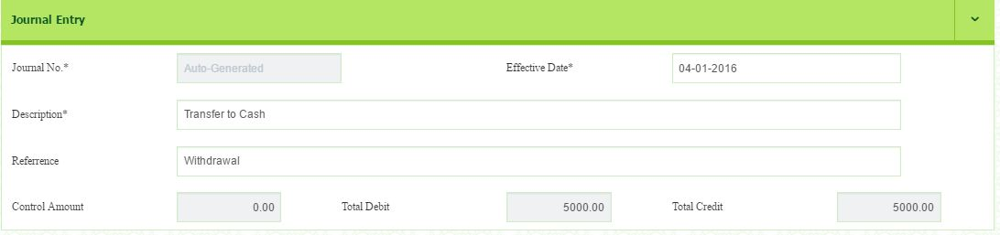 Journal Entry
Journal No.* Auto-Generated Effective Date* 04-01-2016
Description* Transfer to Cash
Referrence Withdrawal
Control Amount 0.00 Total Debit 5000.00 Total Credit 5000.00